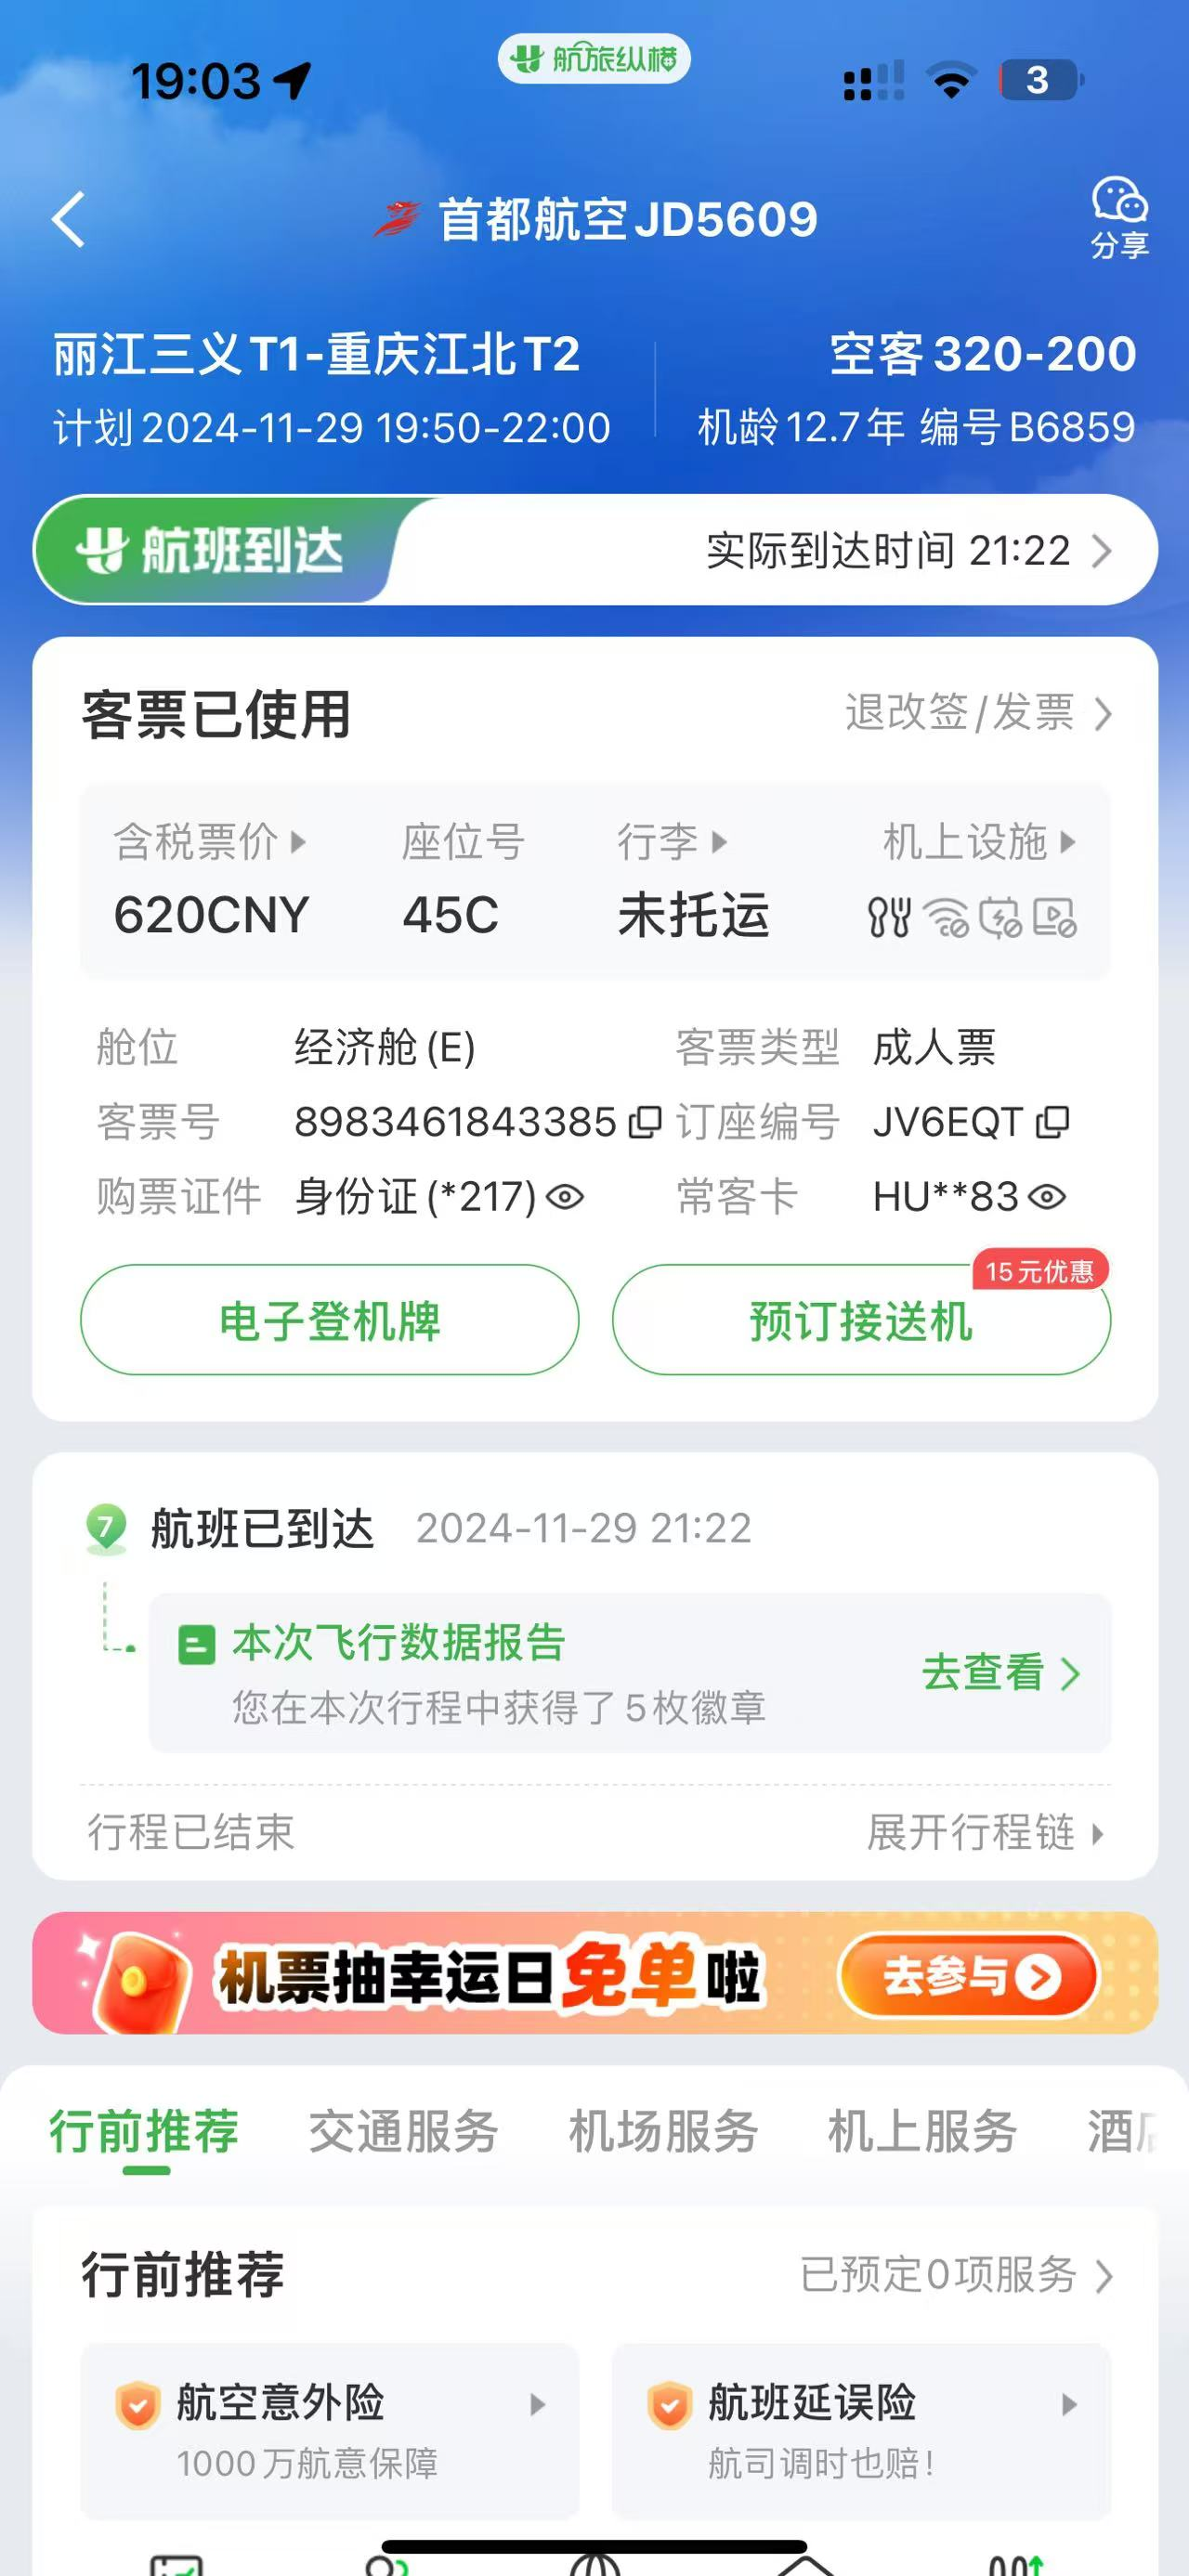 19:03
航旅纵横
3
首都航空JD5609
分享
丽江三义T1-重庆江北T2
空客320-200
计划2024-11-29 19:50-22:00
机龄12.7年 编号B6859
航班到达
实际到达时间 21:22
客票已使用
退改签/发票
含税票价 座位号 行李 机上设施
620CNY 45C 未托运
舱位 经济舱(E) 客票类型 成人票
客票号 8983461843385 订座编号 JV6EQT
购票证件 身份证(*217) 常客卡 HU**83
15元优惠
电子登机牌 预订接送机
7 航班已到达 2024-11-29 21:22
本次飞行数据报告
去查看
您在本次行程中获得了5枚徽章
行程已结束 展开行程链
机票抽幸运日免单啦 去参与
行前推荐 交通服务 机场服务 机上服务 酒店
行前推荐 已预定0项服务
航空意外险 航班延误险
1000万航意保障 航司调时也赔!